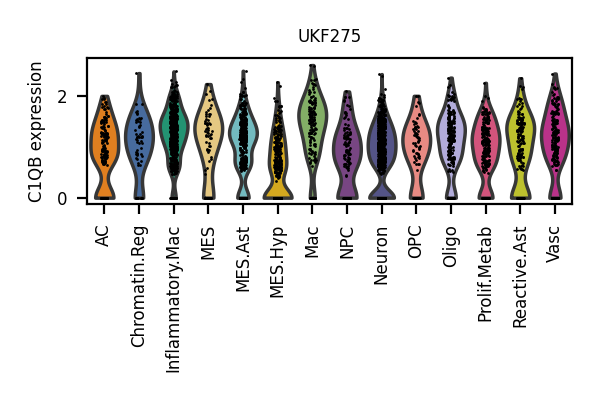 UKF275
C1QB expression
2
0
AC
Chromatin.Reg
Inflammatory.Mac
MES
MES.Ast
MES.Hyp
Mac
NPC
Neuron
OPC
Oligo
Prolif.Metab
Reactive.Ast
Vasc